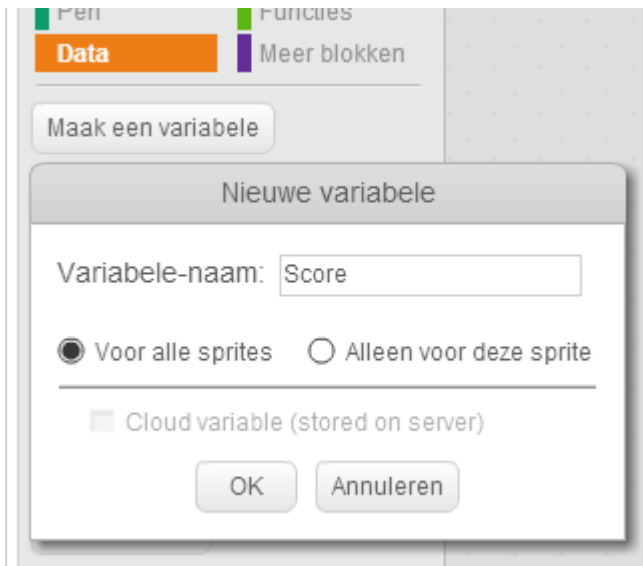 Pen Functies
Data Meer blokken
Maak een variabele
Nieuwe variabele
Variabele-naam: Score
Voor alle sprites Alleen voor deze sprite
Cloud variable (stored on server)
OK Annuleren